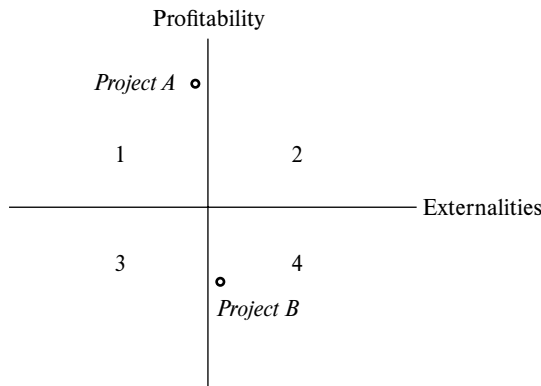 Profitability
Project A
1 2
Externalities
3 4
Project B